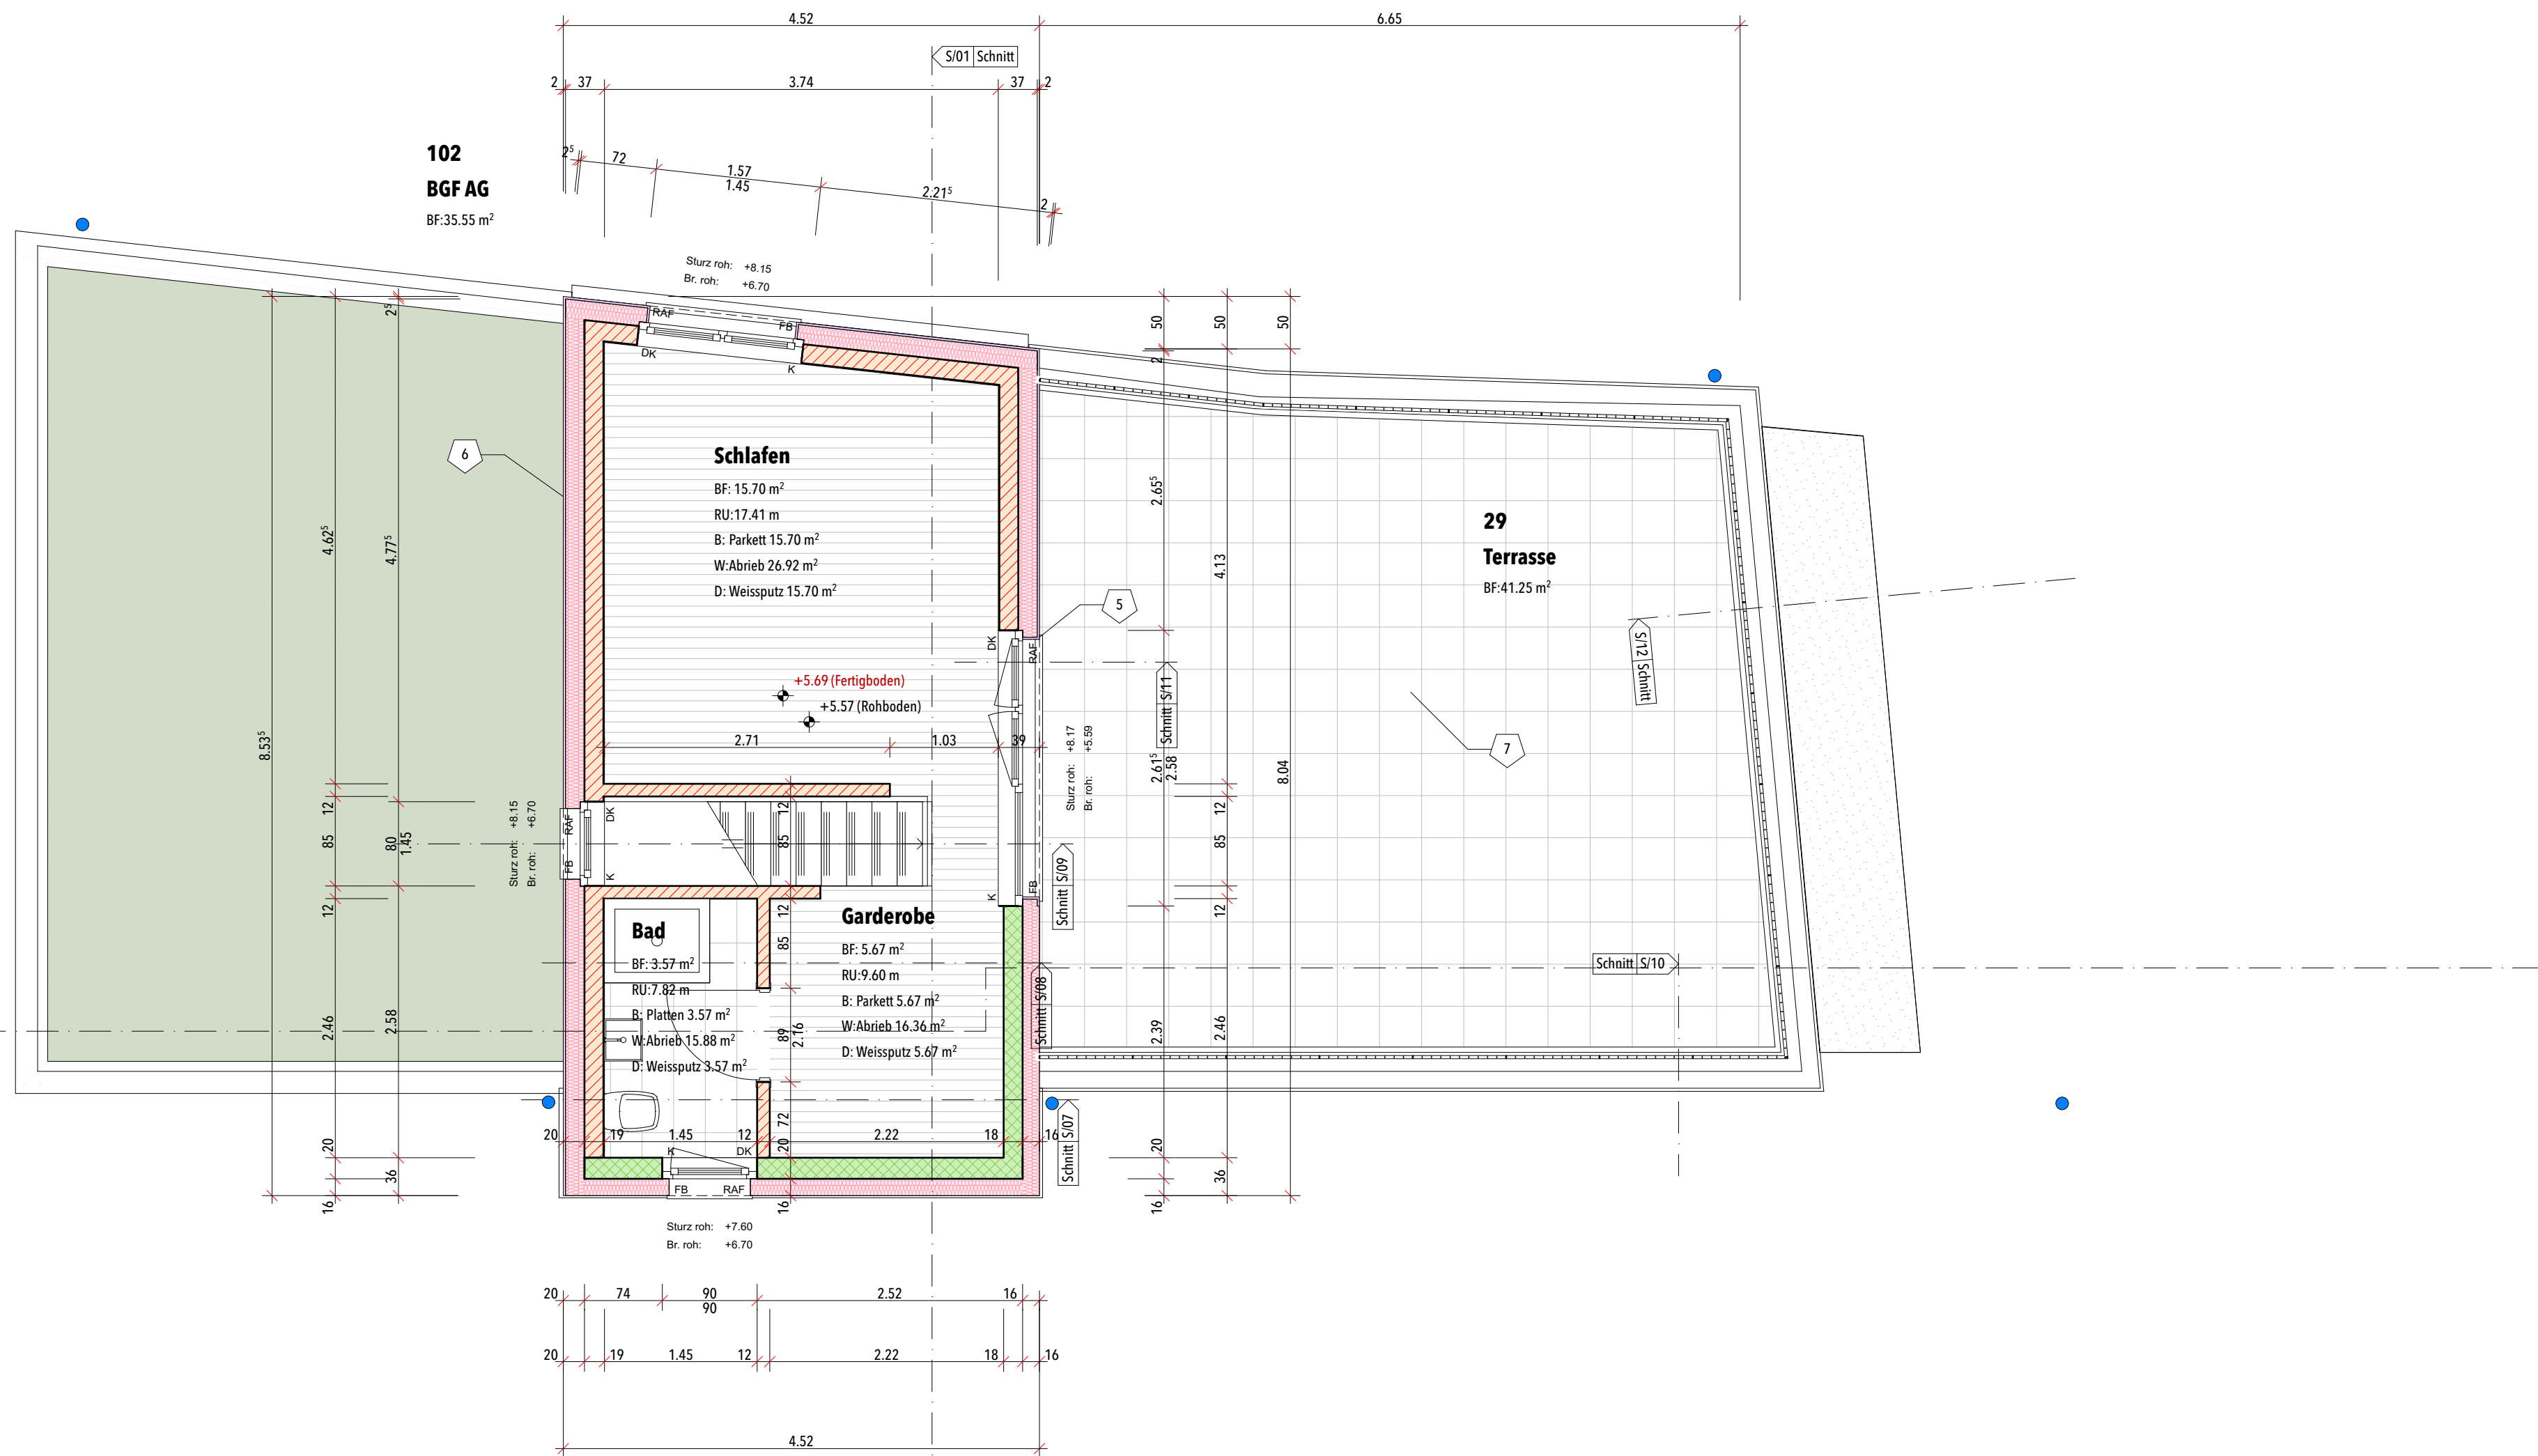 4.52
6.65
S/01 Schnitt
2 37 3.74 37 2
2⁵ 72 1.57 2.21⁵ 2
1.45
102
BGF AG
BF:35.55 m²
Sturz roh: +8.15
Br. roh: +6.70
RAF FB
DK K
6
Schlafen
BF: 15.70 m²
RU:17.41 m
B: Parkett 15.70 m²
W:Abrieb 26.92 m²
D: Weissputz 15.70 m²
+5.69 (Fertigboden)
+5.57 (Rohboden)
2.71 1.03 39
29
Terrasse
BF:41.25 m²
5
7
DK
RAF
K
FB
Sturz roh: +8.17
Br. roh: +5.59
Schnitt S/11
S/12 Schnitt
Schnitt S/09
Schnitt S/10
Schnitt S/08
Schnitt S/07
8.53⁵
4.62⁵
12
85
12
2.46
20
36
16
2⁵
4.77⁵
80
1.45
2.58
36
Sturz roh: +8.15
Br. roh: +6.70
RAF
FB
DK
K
50
2
2.65⁵
2.61⁵
2.58
2.39
20
16
50
4.13
12
85
12
2.46
36
50
8.04
12
85
12
85
89
2.16
72
20
16
Bad
BF: 3.57 m²
RU:7.82 m
B: Platten 3.57 m²
W:Abrieb 15.88 m²
D: Weissputz 3.57 m²
Garderobe
BF: 5.67 m²
RU:9.60 m
B: Parkett 5.67 m²
W:Abrieb 16.36 m²
D: Weissputz 5.67 m²
20 19 1.45 12 2.22 18 16
K DK
FB RAF
Sturz roh: +7.60
Br. roh: +6.70
20 74 90 2.52 16
90
20 19 1.45 12 2.22 18 16
4.52